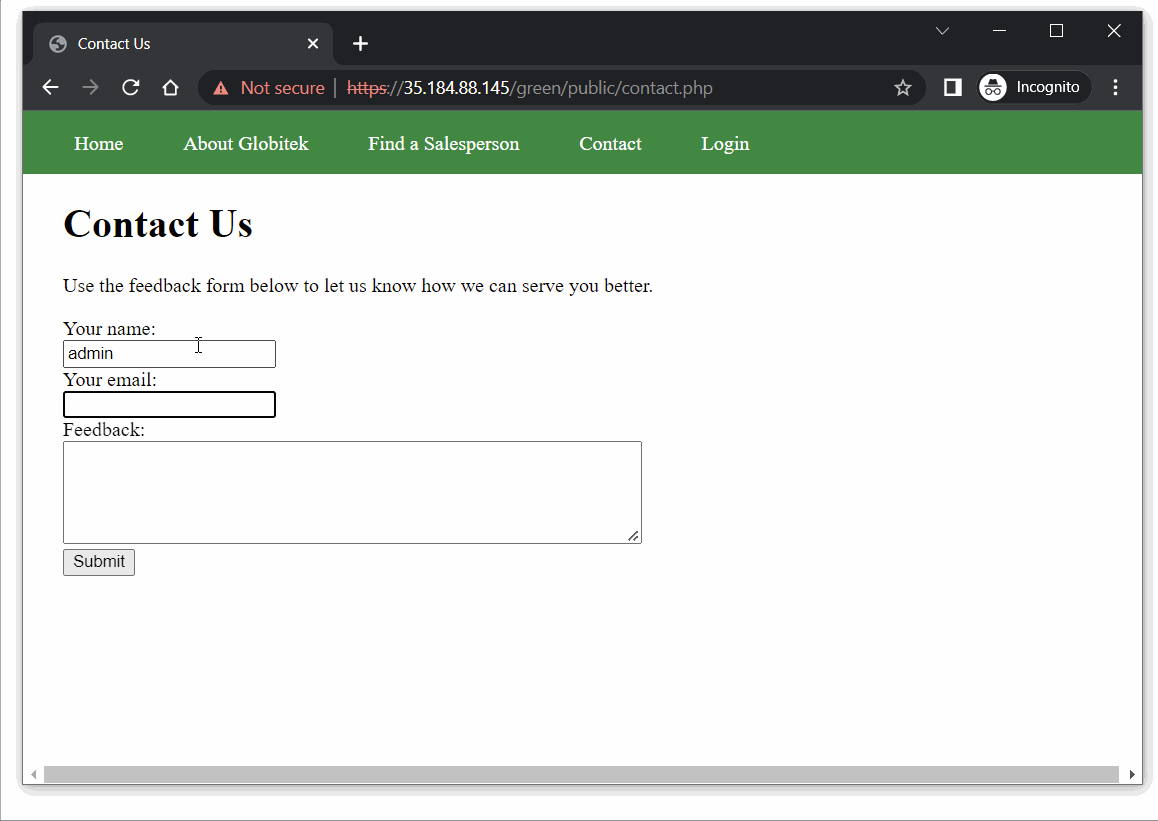 Contact Us
Not secure https://35.184.88.145/green/public/contact.php Incognito
Home About Globitek Find a Salesperson Contact Login
Contact Us
Use the feedback form below to let us know how we can serve you better.
Your name:
admin
Your email:
Feedback:
Submit